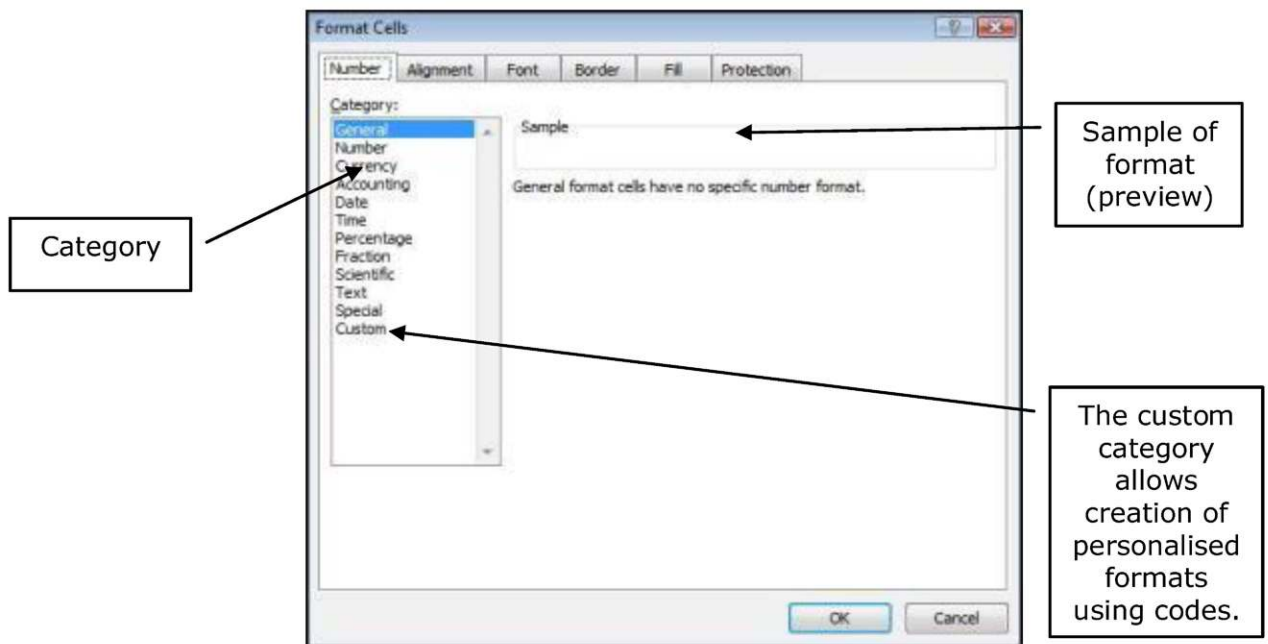 Format Cells
Number Alignment Font Border Fill Protection
Category:
General
Number
Currency
Accounting
Date
Time
Percentage
Fraction
Scientific
Text
Special
Custom
Sample
General format cells have no specific number format.
OK Cancel
Category
Sample of
format
(preview)
The custom
category
allows
creation of
personalised
formats
using codes.